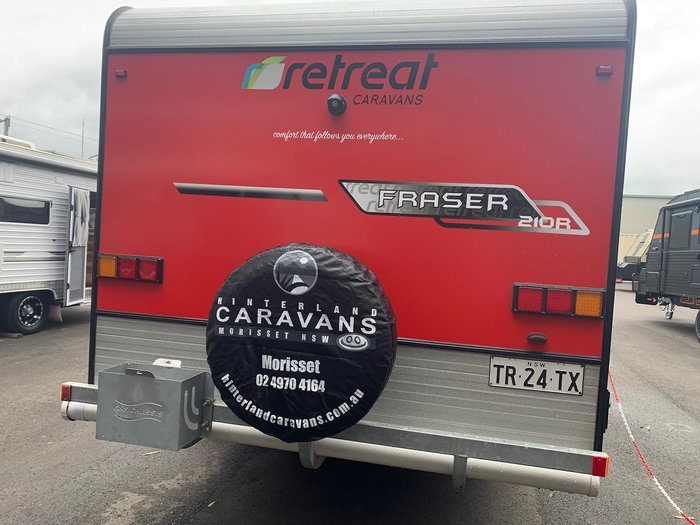 retreat
CARAVANS
comfort that follows you everywhere...
FRASER
210R
HINTERLAND
CARAVANS
MORISSET NSW
Morisset
02 4970 4164
hinterlandcaravans.com.au
NSW
TR·24·TX